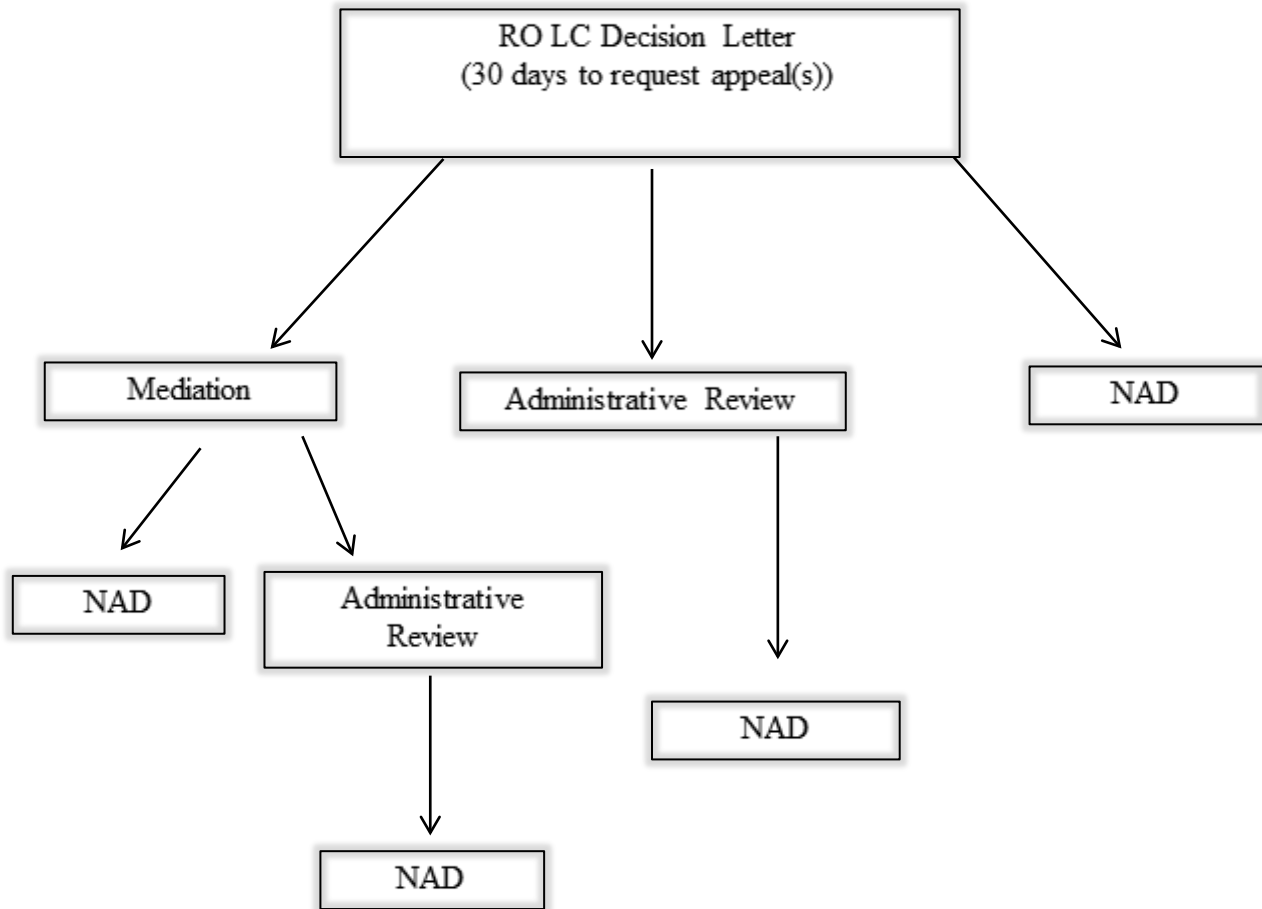 RO LC Decision Letter
(30 days to request appeal(s))
Mediation
Administrative Review
NAD
NAD
Administrative
Review
NAD
NAD